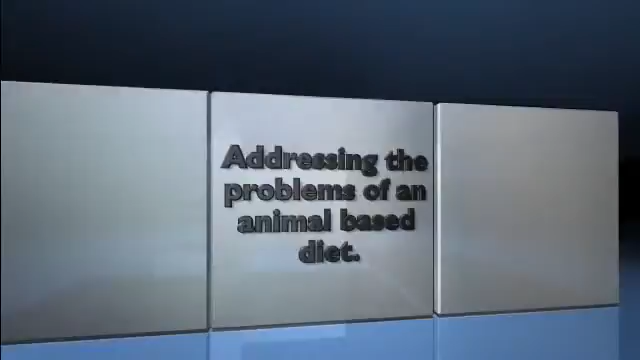 Addressing the
problems of an
animal based
diet.